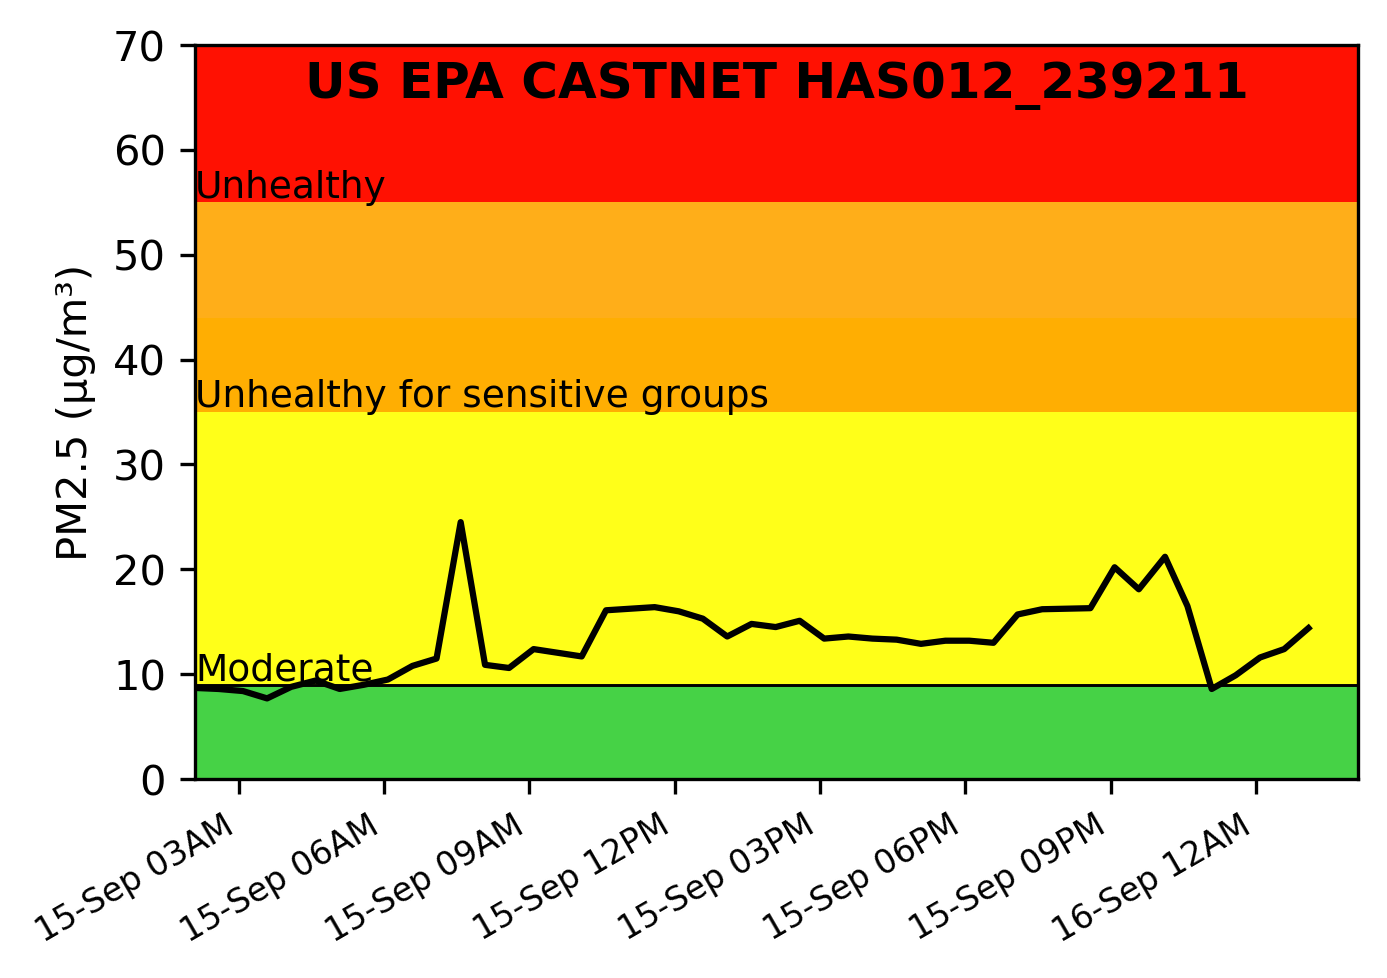 US EPA CASTNET HAS012_239211
PM2.5 (µg/m³)
70
60
50
40
30
20
10
0
Unhealthy
Unhealthy for sensitive groups
Moderate
15-Sep 03AM
15-Sep 06AM
15-Sep 09AM
15-Sep 12PM
15-Sep 03PM
15-Sep 06PM
15-Sep 09PM
16-Sep 12AM